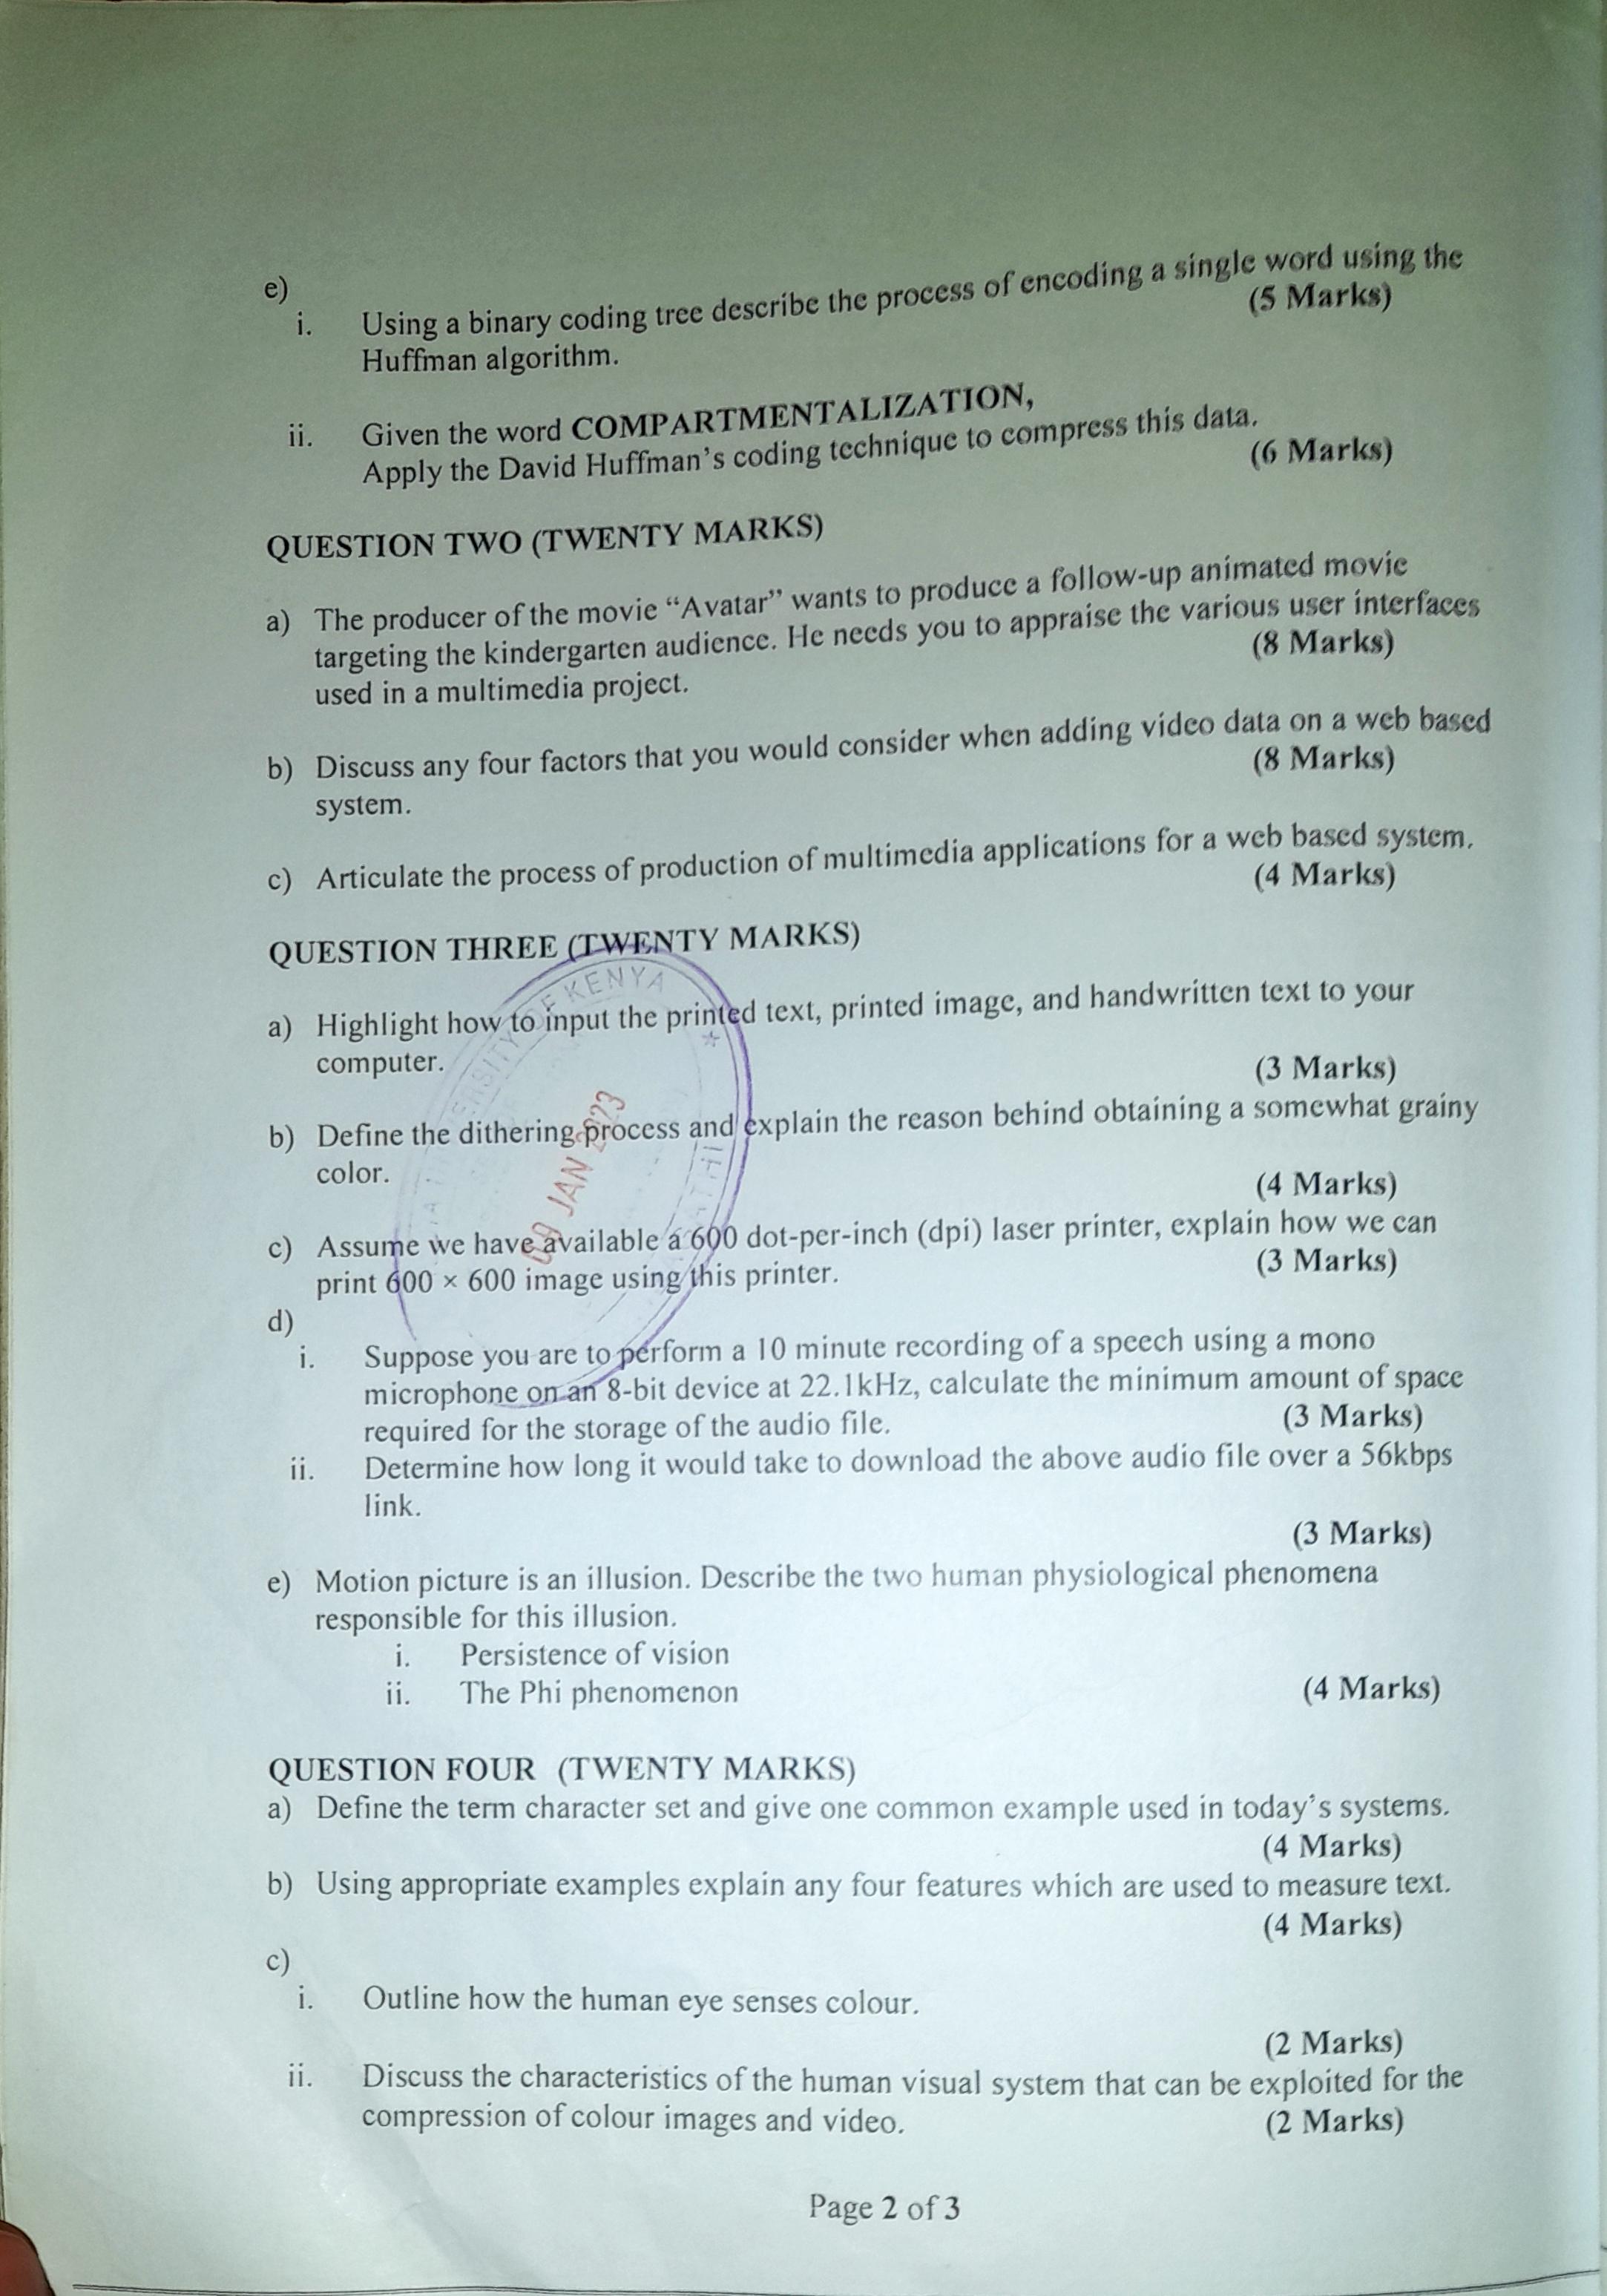 e)
i. Using a binary coding tree describe the process of encoding a single word using the
Huffman algorithm. (5 Marks)
ii. Given the word COMPARTMENTALIZATION,
Apply the David Huffman's coding technique to compress this data.
(6 Marks)
QUESTION TWO (TWENTY MARKS)
a) The producer of the movie “Avatar” wants to produce a follow-up animated movie
targeting the kindergarten audience. He needs you to appraise the various user interfaces
used in a multimedia project. (8 Marks)
b) Discuss any four factors that you would consider when adding video data on a web based
system. (8 Marks)
c) Articulate the process of production of multimedia applications for a web based system.
(4 Marks)
QUESTION THREE (TWENTY MARKS)
a) Highlight how to input the printed text, printed image, and handwritten text to your
computer. (3 Marks)
b) Define the dithering process and explain the reason behind obtaining a somewhat grainy
color. (4 Marks)
c) Assume we have available a 600 dot-per-inch (dpi) laser printer, explain how we can
print 600 × 600 image using this printer. (3 Marks)
d)
i. Suppose you are to perform a 10 minute recording of a speech using a mono
microphone on an 8-bit device at 22.1kHz, calculate the minimum amount of space
required for the storage of the audio file. (3 Marks)
ii. Determine how long it would take to download the above audio file over a 56kbps
link.
(3 Marks)
e) Motion picture is an illusion. Describe the two human physiological phenomena
responsible for this illusion.
i. Persistence of vision
ii. The Phi phenomenon (4 Marks)
QUESTION FOUR (TWENTY MARKS)
a) Define the term character set and give one common example used in today's systems.
(4 Marks)
b) Using appropriate examples explain any four features which are used to measure text.
(4 Marks)
c)
i. Outline how the human eye senses colour.
(2 Marks)
ii. Discuss the characteristics of the human visual system that can be exploited for the
compression of colour images and video. (2 Marks)
Page 2 of 3
OF KENYA
JAN 2023